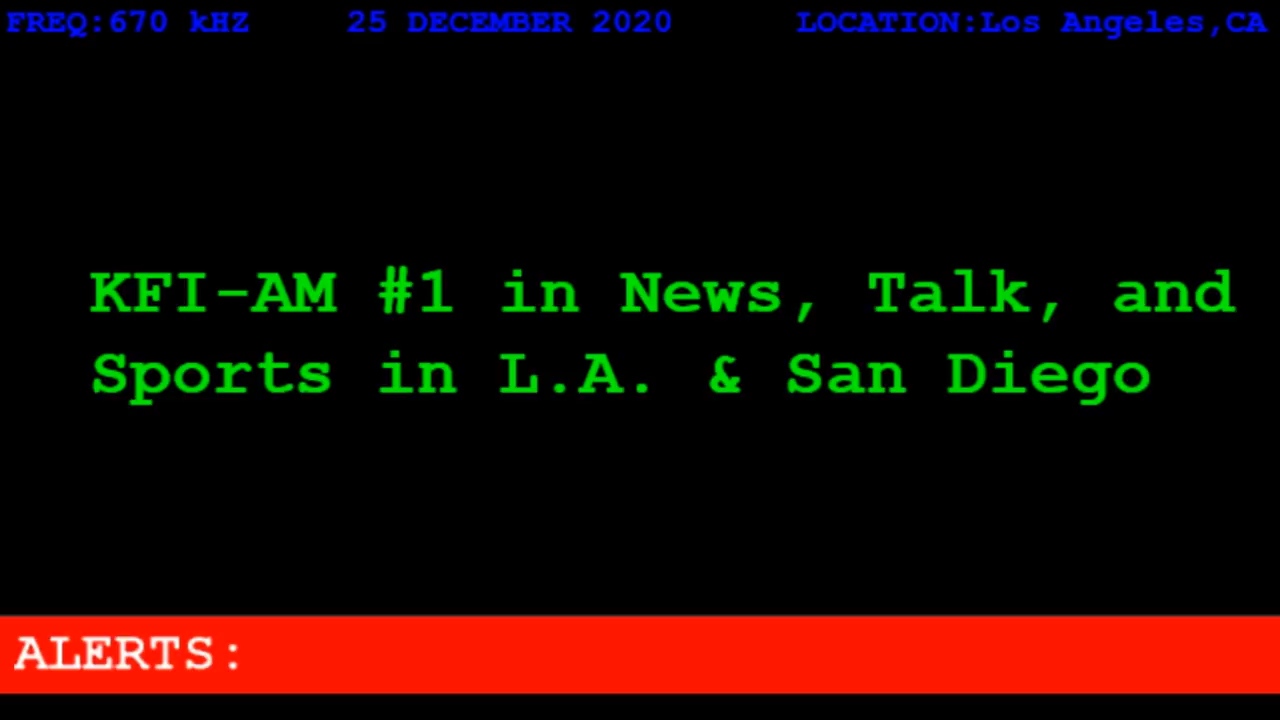 FREQ:670 kHZ 25 DECEMBER 2020 LOCATION:Los Angeles,CA
KFI-AM #1 in News, Talk, and
Sports in L.A. & San Diego
ALERTS: